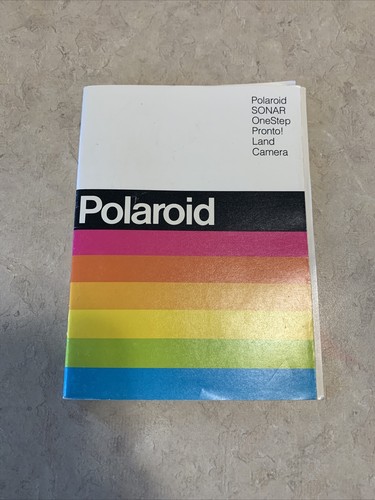 Polaroid
SONAR
OneStep
Pronto!
Land
Camera
Polaroid